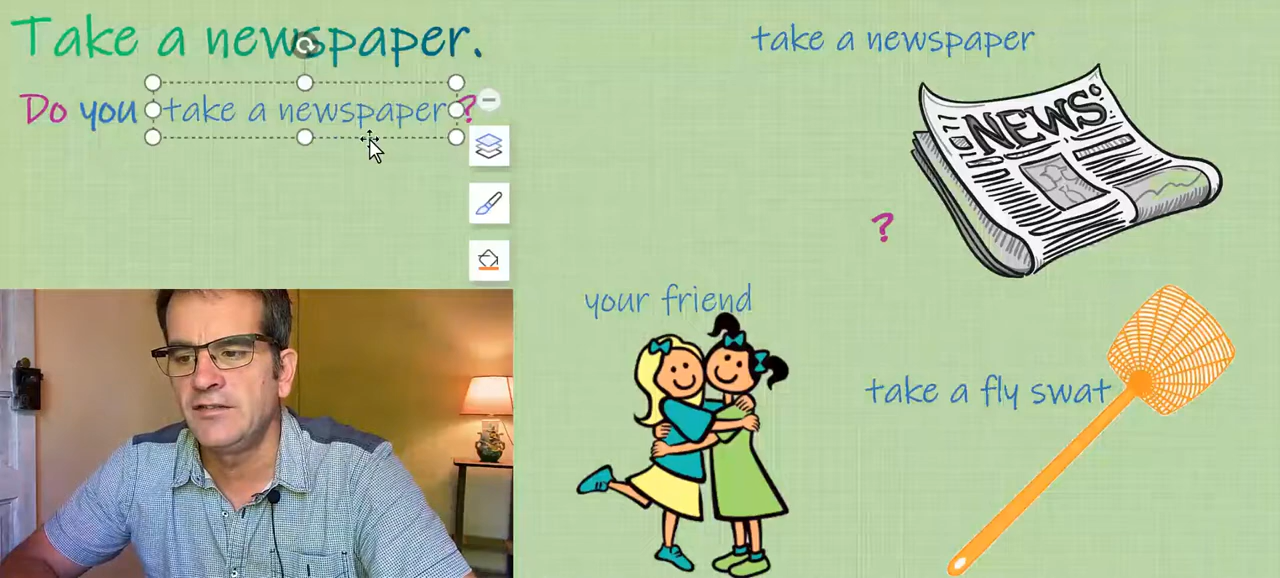 Take a newspaper.
Do you take a newspaper ?
take a newspaper
NEWS
?
your friend
take a fly swat